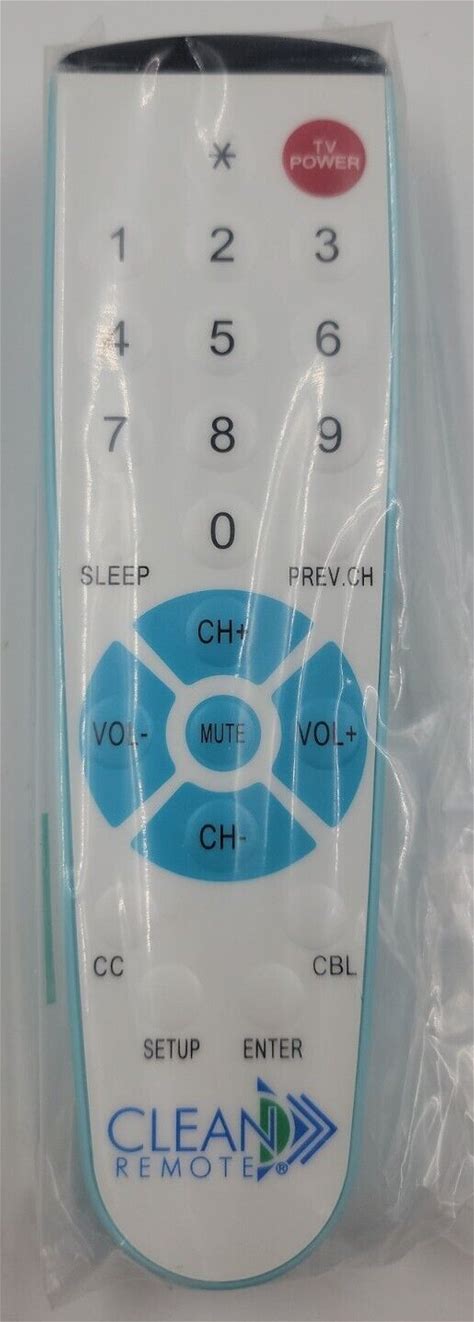 *
TV
POWER
1 2 3
4 5 6
7 8 9
0
SLEEP PREV.CH
CH+
VOL- MUTE VOL+
CH-
CC CBL
SETUP ENTER
CLEAN
REMOTE®